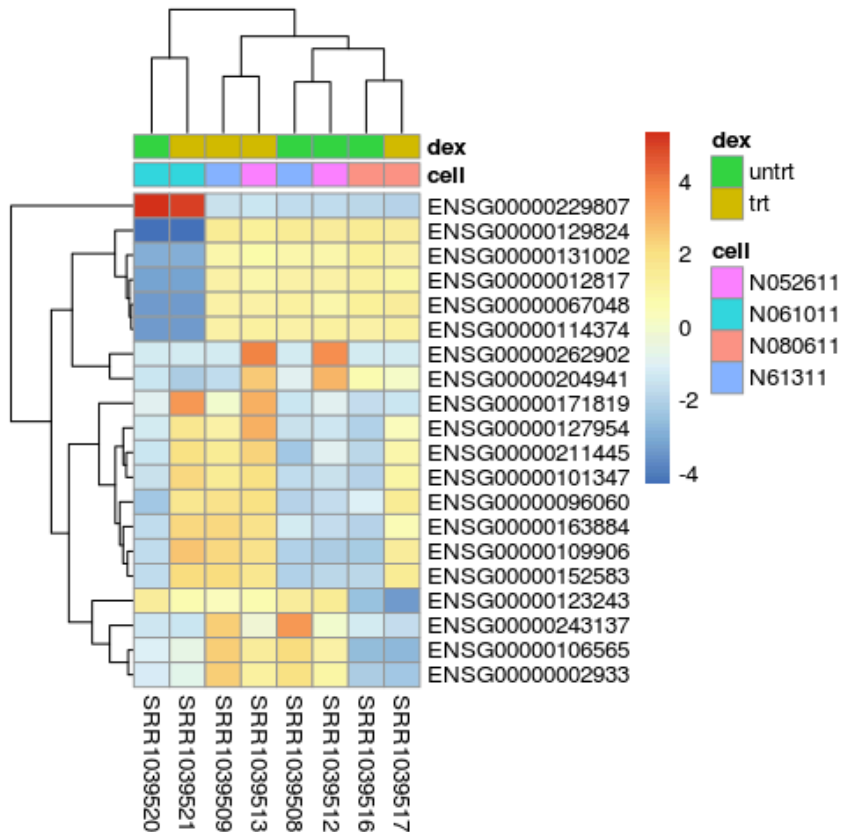 dex
cell
ENSG00000229807
ENSG00000129824
ENSG00000131002
ENSG00000012817
ENSG00000067048
ENSG00000114374
ENSG00000262902
ENSG00000204941
ENSG00000171819
ENSG00000127954
ENSG00000211445
ENSG00000101347
ENSG00000096060
ENSG00000163884
ENSG00000109906
ENSG00000152583
ENSG00000123243
ENSG00000243137
ENSG00000106565
ENSG00000002933
SRR1039520
SRR1039521
SRR1039509
SRR1039513
SRR1039508
SRR1039512
SRR1039516
SRR1039517
4
2
0
-2
-4
dex
untrt
trt
cell
N052611
N061011
N080611
N61311